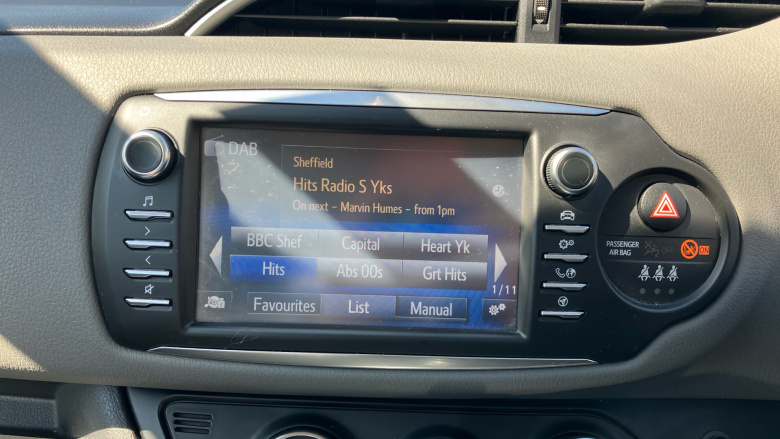 DAB
Sheffield
Hits Radio S Yks
On next - Marvin Humes - from 1pm
BBC Shef Capital Heart Yk
Hits Abs 00s Grt Hits
1/11
Favourites List Manual
PASSENGER
AIR BAG
OFF
ON